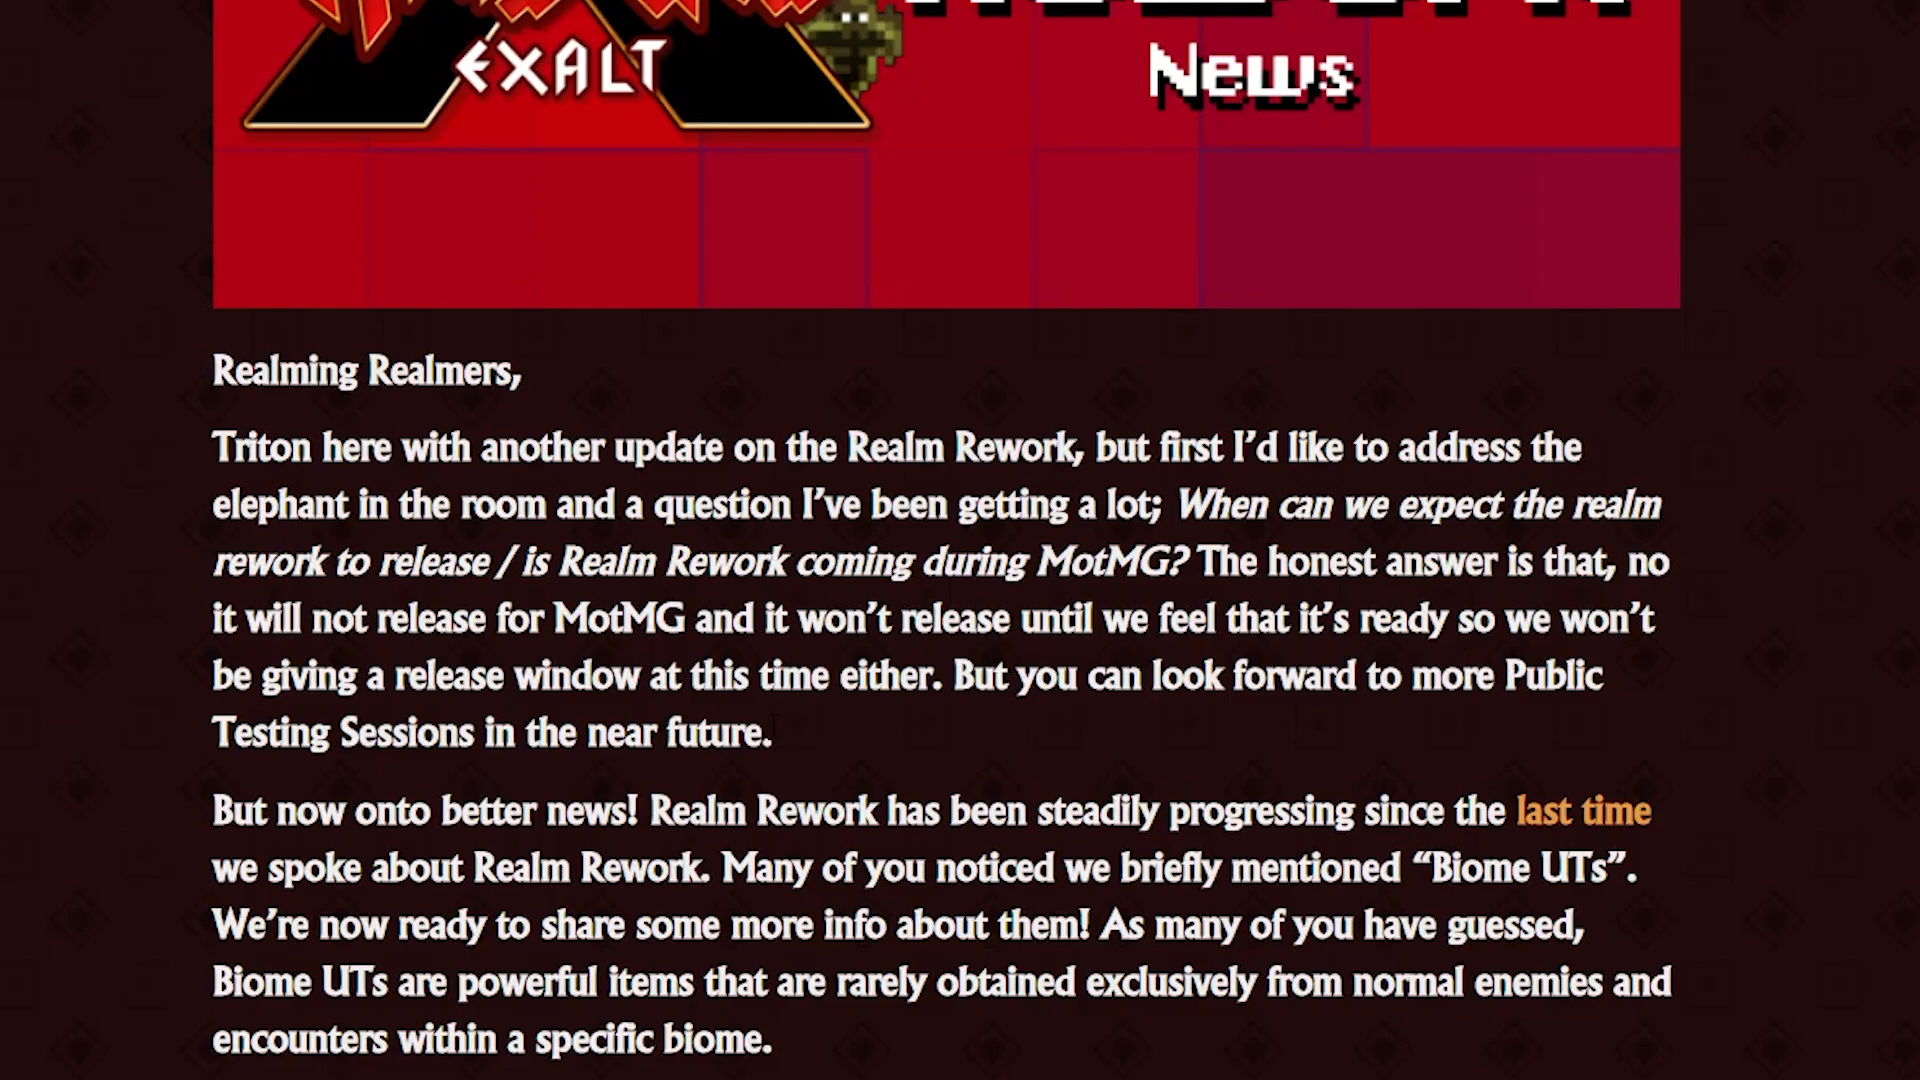 EXALT
News
Realming Realmers,
Triton here with another update on the Realm Rework, but first I’d like to address the
elephant in the room and a question I’ve been getting a lot; When can we expect the realm
rework to release / is Realm Rework coming during MotMG? The honest answer is that, no
it will not release for MotMG and it won’t release until we feel that it’s ready so we won’t
be giving a release window at this time either. But you can look forward to more Public
Testing Sessions in the near future.
But now onto better news! Realm Rework has been steadily progressing since the last time
we spoke about Realm Rework. Many of you noticed we briefly mentioned “Biome UTs”.
We’re now ready to share some more info about them! As many of you have guessed,
Biome UTs are powerful items that are rarely obtained exclusively from normal enemies and
encounters within a specific biome.